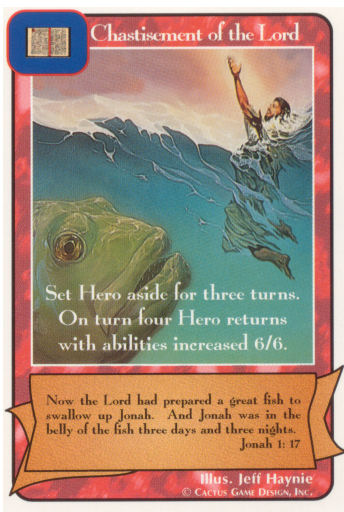 Chastisement of the Lord
Set Hero aside for three turns.
On turn four Hero returns
with abilities increased 6/6.
Now the Lord had prepared a great fish to
swallow up Jonah. And Jonah was in the
belly of the fish three days and three nights.
Jonah 1: 17
Illus. Jeff Haynie
© Cactus Game Design, Inc.